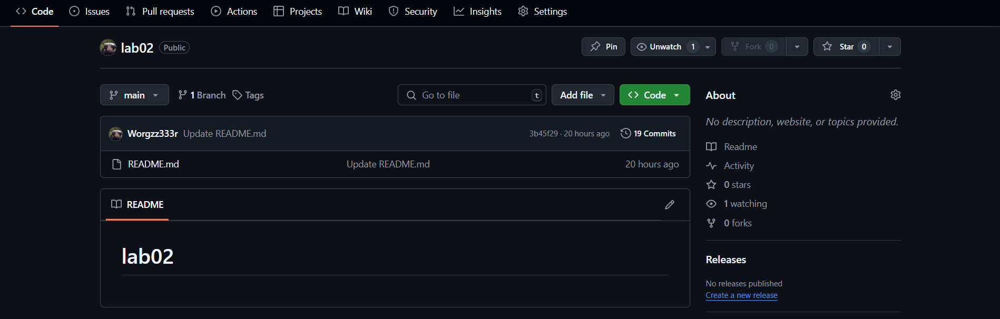 Code Issues Pull requests Actions Projects Wiki Security Insights Settings
lab02 Public Pin Unwatch 1 Fork 0 Star 0
main 1 Branch Tags Go to file t Add file Code
Worgzz333r Update README.md 3b45f29 · 20 hours ago 19 Commits
README.md Update README.md 20 hours ago
README
lab02
About
No description, website, or topics provided.
Readme
Activity
0 stars
1 watching
0 forks
Releases
No releases published
Create a new release